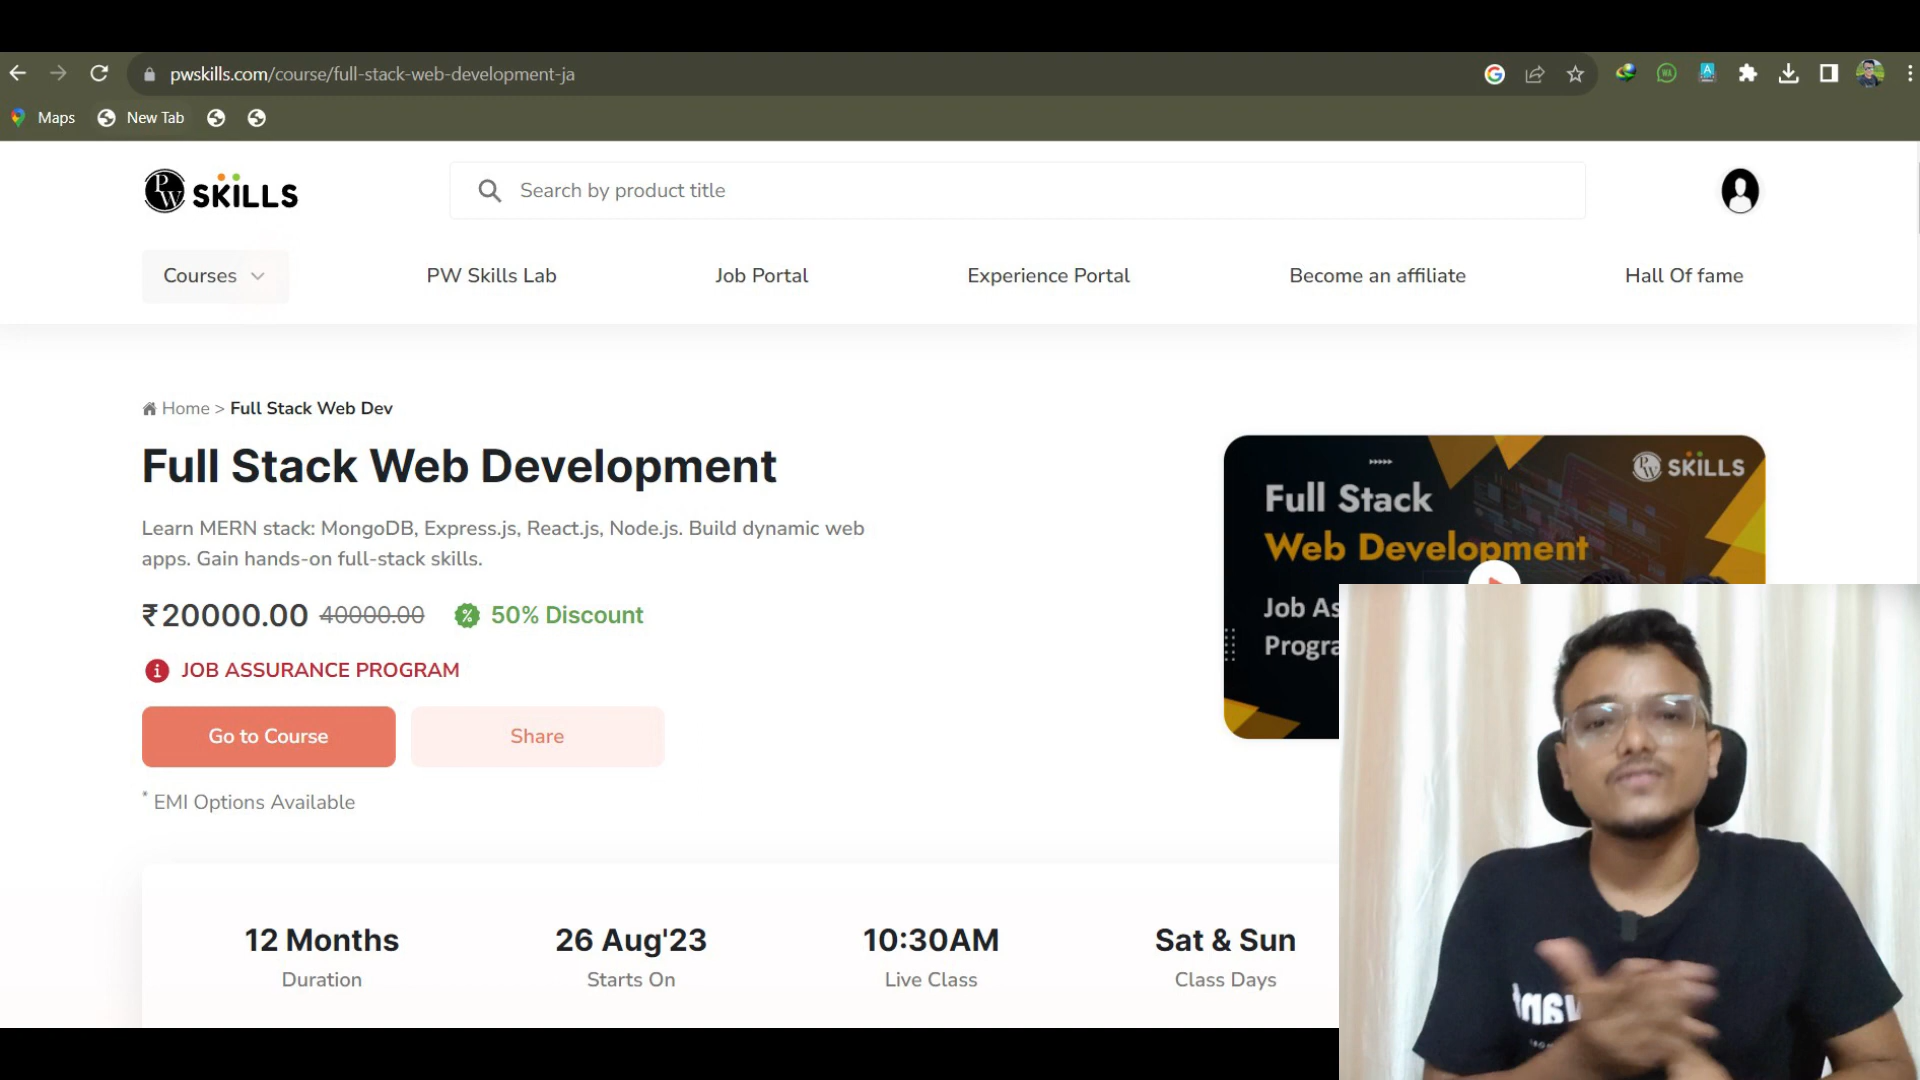 pwskills.com/course/full-stack-web-development-ja
Maps New Tab
PW SKILLS
Search by product title
Courses PW Skills Lab Job Portal Experience Portal Become an affiliate Hall Of fame
Home > Full Stack Web Dev
Full Stack Web Development
Learn MERN stack: MongoDB, Express.js, React.js, Node.js. Build dynamic web
apps. Gain hands-on full-stack skills.
₹20000.00 40000.00 50% Discount
JOB ASSURANCE PROGRAM
Go to Course Share
* EMI Options Available
PW SKILLS
Full Stack
Web Development
Job As
Progra
12 Months 26 Aug'23 10:30AM Sat & Sun
Duration Starts On Live Class Class Days